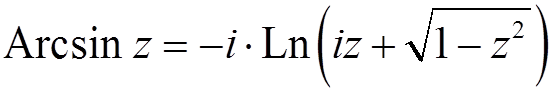 Arcsin z = −i · Ln(iz + √(1 − z²))